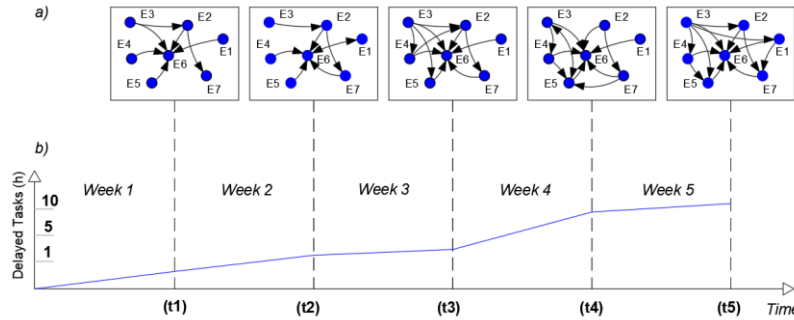 a)
E3 E2 E4 E1 E6 E5 E7
E3 E2 E4 E1 E6 E5 E7
E3 E2 E4 E1 E6 E5 E7
E3 E2 E4 E1 E6 E5 E7
E3 E2 E4 E1 E6 E5 E7
b)
Delayed Tasks (h)
10
5
1
Week 1 Week 2 Week 3 Week 4 Week 5
(t1) (t2) (t3) (t4) (t5) Time